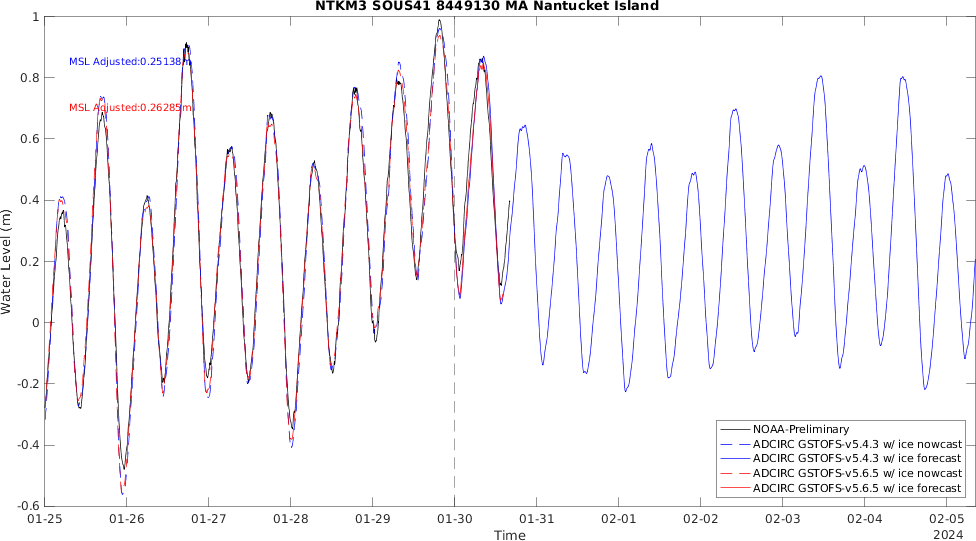 NTKM3 SOUS41 8449130 MA Nantucket Island
1
0.8
0.6
0.4
0.2
0
-0.2
-0.4
-0.6
Water Level (m)
MSL Adjusted:0.25138m
MSL Adjusted:0.26285m
NOAA-Preliminary
ADCIRC GSTOFS-v5.4.3 w/ ice nowcast
ADCIRC GSTOFS-v5.4.3 w/ ice forecast
ADCIRC GSTOFS-v5.6.5 w/ ice nowcast
ADCIRC GSTOFS-v5.6.5 w/ ice forecast
01-25 01-26 01-27 01-28 01-29 01-30 01-31 02-01 02-02 02-03 02-04 02-05
Time
2024